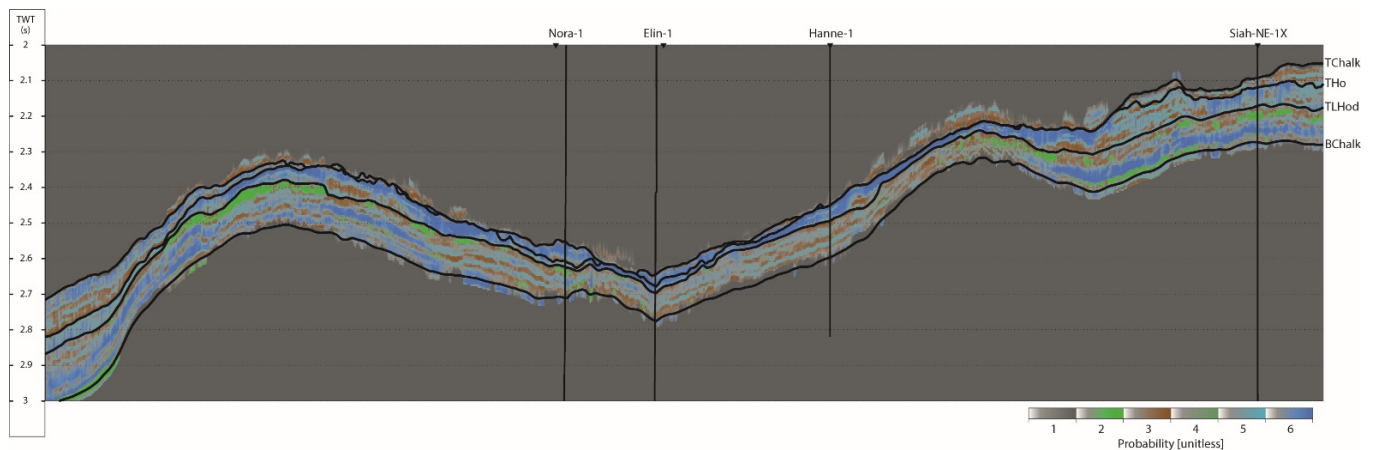 TWT
(s)
Nora-1
Elin-1
Hanne-1
Siah-NE-1X
2
2.1
2.2
2.3
2.4
2.5
2.6
2.7
2.8
2.9
3
TChalk
THo
TLHod
BChalk
1 2 3 4 5 6
Probability [unitless]